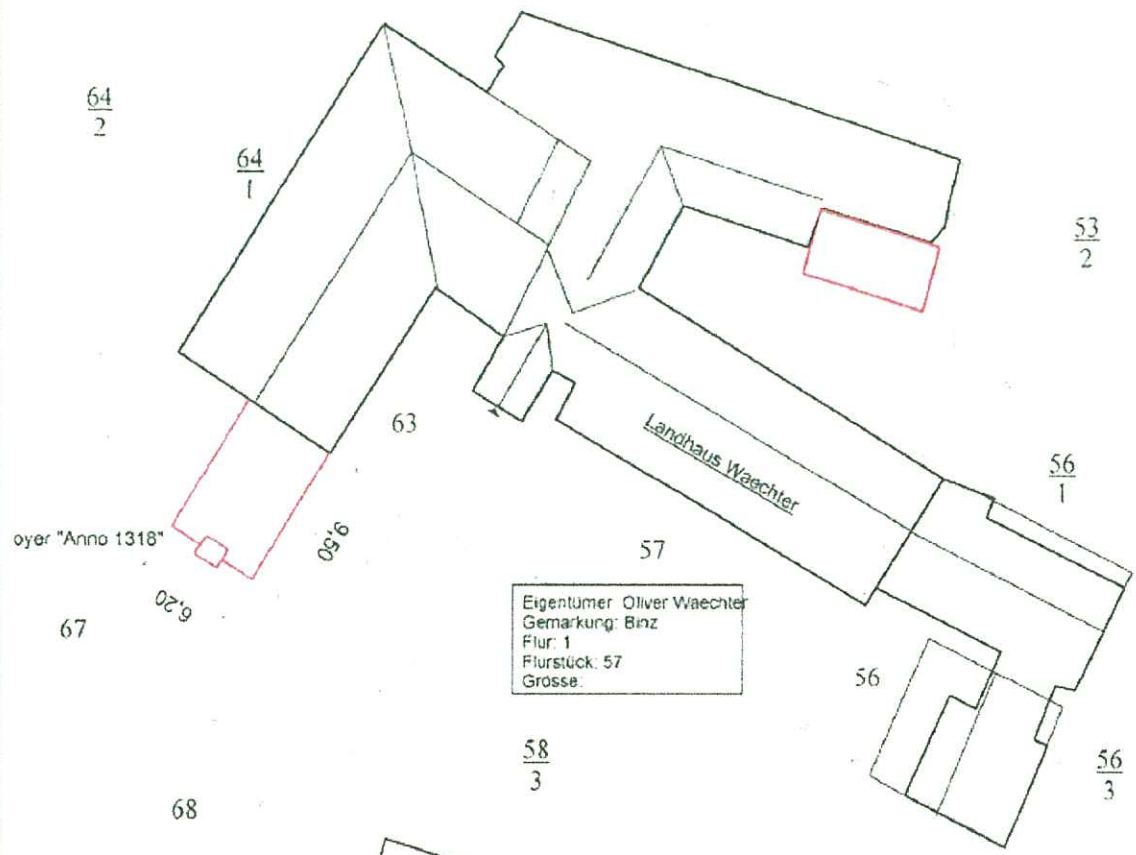 64
2
64
1
53
2
63
Landhaus Waechter
56
1
oyer "Anno 1318"
9,50
57
6,20
67
Eigentümer: Oliver Waechter
Gemarkung: Binz
Flur: 1
Flurstück: 57
Grösse:
56
58
3
56
3
68